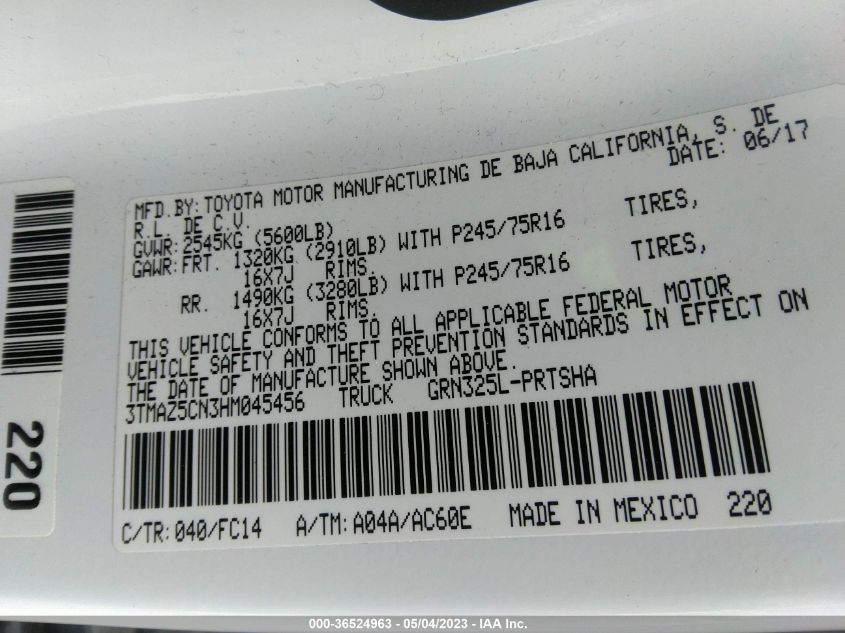 MFD.BY:TOYOTA MOTOR MANUFACTURING DE BAJA CALIFORNIA, S. DE
R.L. DE C.V. DATE: 06/17
GVWR:2545KG (5600LB)
GAWR:FRT. 1320KG (2910LB) WITH P245/75R16 TIRES,
16X7J RIMS.
RR. 1490KG (3280LB) WITH P245/75R16 TIRES,
16X7J RIMS.
THIS VEHICLE CONFORMS TO ALL APPLICABLE FEDERAL MOTOR
VEHICLE SAFETY AND THEFT PREVENTION STANDARDS IN EFFECT ON
THE DATE OF MANUFACTURE SHOWN ABOVE.
3TMAZ5CN3HM045456 TRUCK GRN325L-PRTSHA
C/TR:040/FC14 A/TM:A04A/AC60E MADE IN MEXICO 220
220
000-36524963 - 05/04/2023 - IAA Inc.